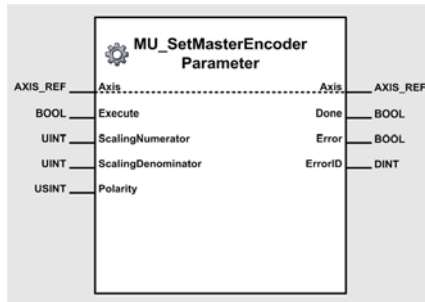 MU_SetMasterEncoder
Parameter
AXIS_REF Axis Axis AXIS_REF
BOOL Execute Done BOOL
UINT ScalingNumerator Error BOOL
UINT ScalingDenominator ErrorID DINT
USINT Polarity